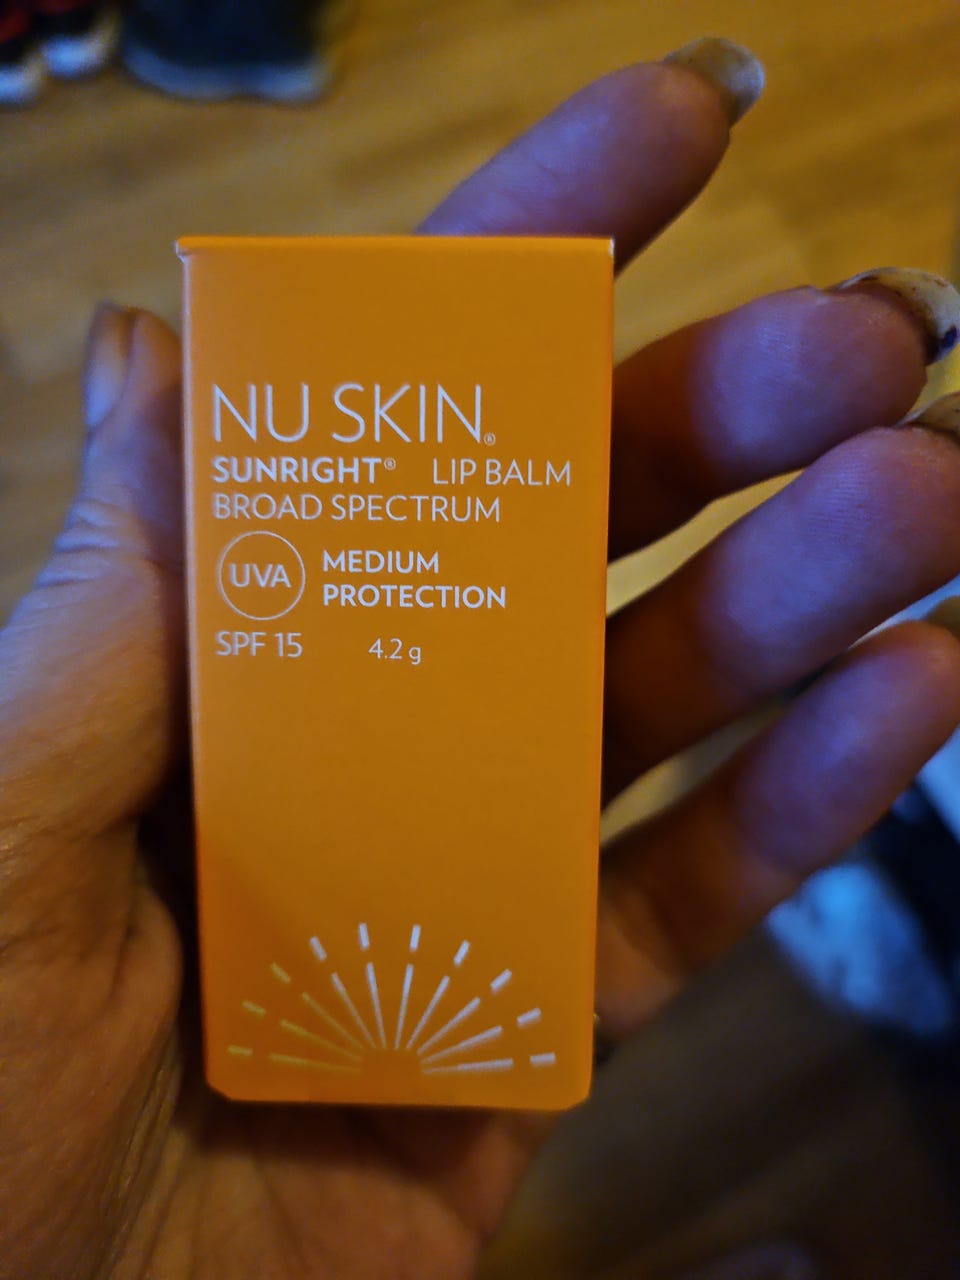 NU SKIN®
SUNRIGHT® LIP BALM
BROAD SPECTRUM
UVA MEDIUM
PROTECTION
SPF 15 4.2 g